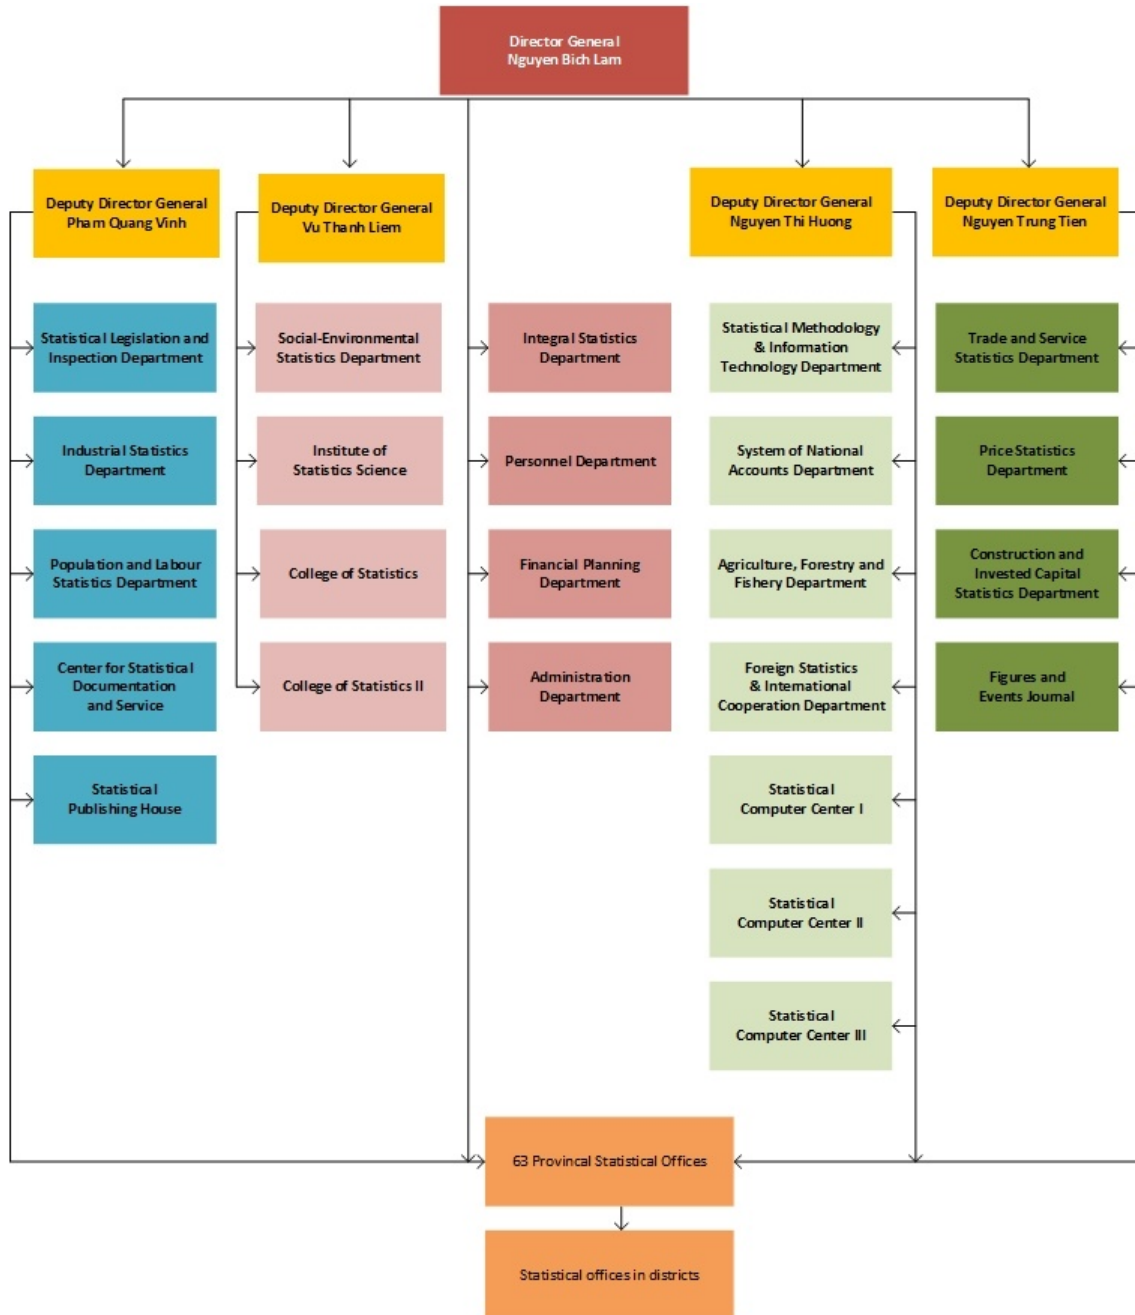 Director General
Nguyen Bich Lam
Deputy Director General
Pham Quang Vinh
Deputy Director General
Vu Thanh Liem
Deputy Director General
Nguyen Thi Huong
Deputy Director General
Nguyen Trung Tien
Statistical Legislation and
Inspection Department
Social-Environmental
Statistics Department
Integral Statistics
Department
Statistical Methodology
& Information
Technology Department
Trade and Service
Statistics Department
Industrial Statistics
Department
Institute of
Statistics Science
Personnel Department
System of National
Accounts Department
Price Statistics
Department
Population and Labour
Statistics Department
College of Statistics
Financial Planning
Department
Agriculture, Forestry and
Fishery Department
Construction and
Invested Capital
Statistics Department
Center for Statistical
Documentation
and Service
College of Statistics II
Administration
Department
Foreign Statistics
& International
Cooperation Department
Figures and
Events Journal
Statistical
Publishing House
Statistical
Computer Center I
Statistical
Computer Center II
Statistical
Computer Center III
63 Provincal Statistical Offices
Statistical offices in districts